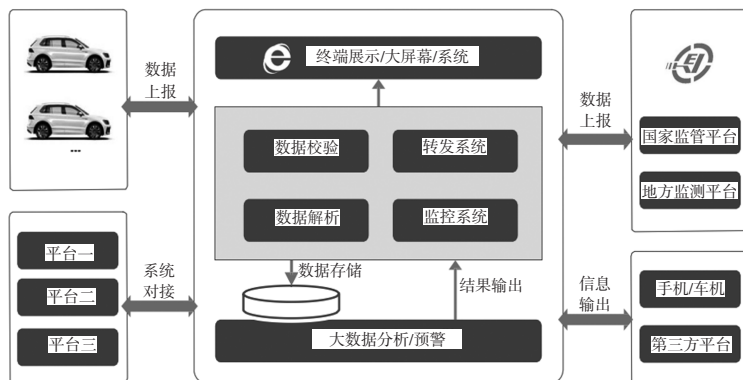 数据
上报
...
平台一
平台二
平台三
系统
对接
终端展示/大屏幕/系统
数据校验
转发系统
数据解析
监控系统
数据存储
结果输出
大数据分析/预警
数据
上报
国家监管平台
地方监测平台
信息
输出
手机/车机
第三方平台